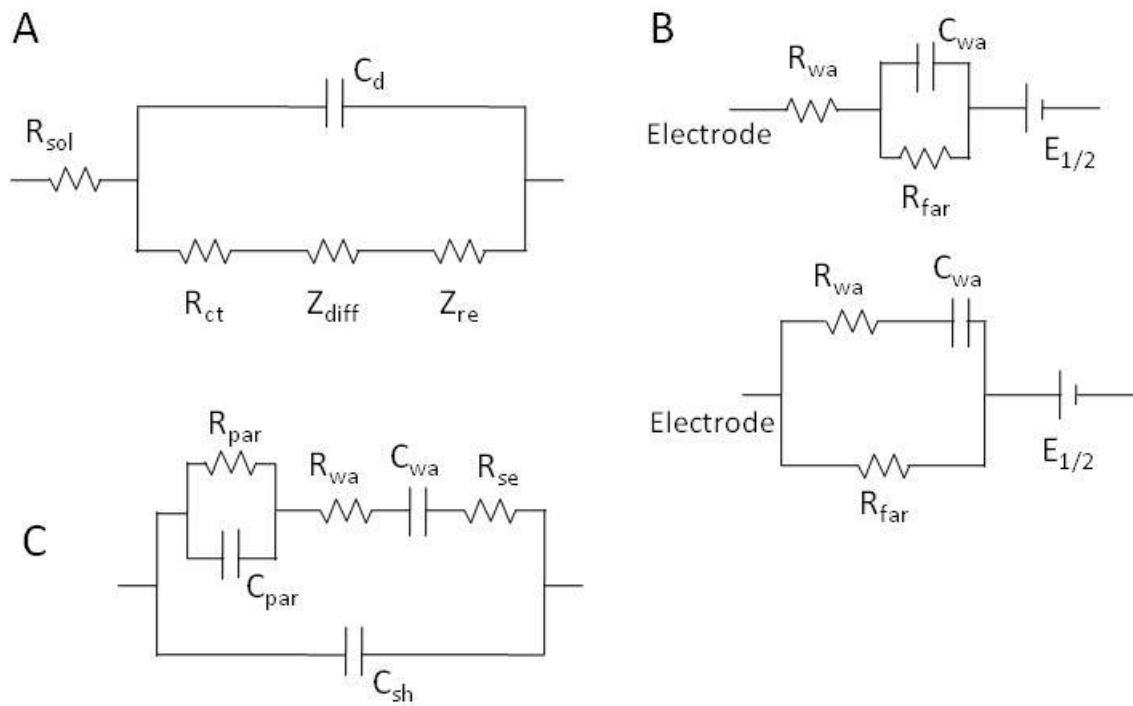 A
C_d
R_sol
R_ct
Z_diff
Z_re
B
C_wa
R_wa
Electrode
E_1/2
R_far
R_wa
C_wa
Electrode
E_1/2
R_far
C
R_par
R_wa
C_wa
R_se
C_par
C_sh